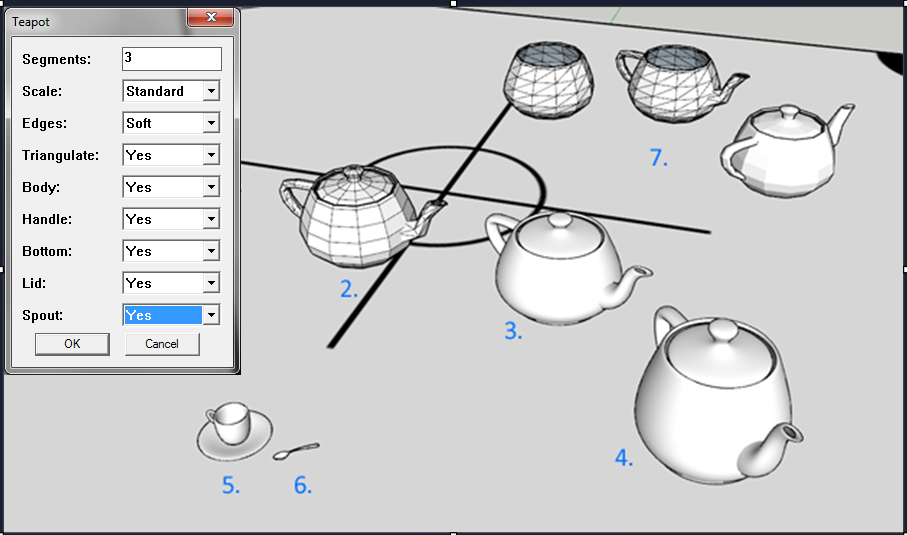 Teapot
Segments: 3
Scale: Standard
Edges: Soft
Triangulate: Yes
Body: Yes
Handle: Yes
Bottom: Yes
Lid: Yes
Spout: Yes
OK Cancel
7.
2.
3.
4.
5. 6.